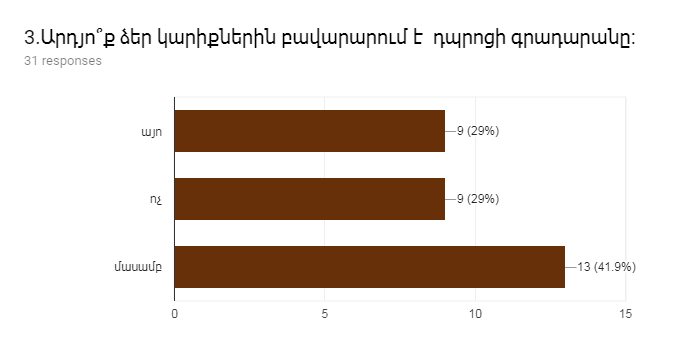 3.Արդյո՞ք ձեր կարիքներին բավարարում է դպրոցի գրադարանը:
31 responses
այո
9 (29%)
ոչ
9 (29%)
մասամբ
13 (41.9%)
0 5 10 15